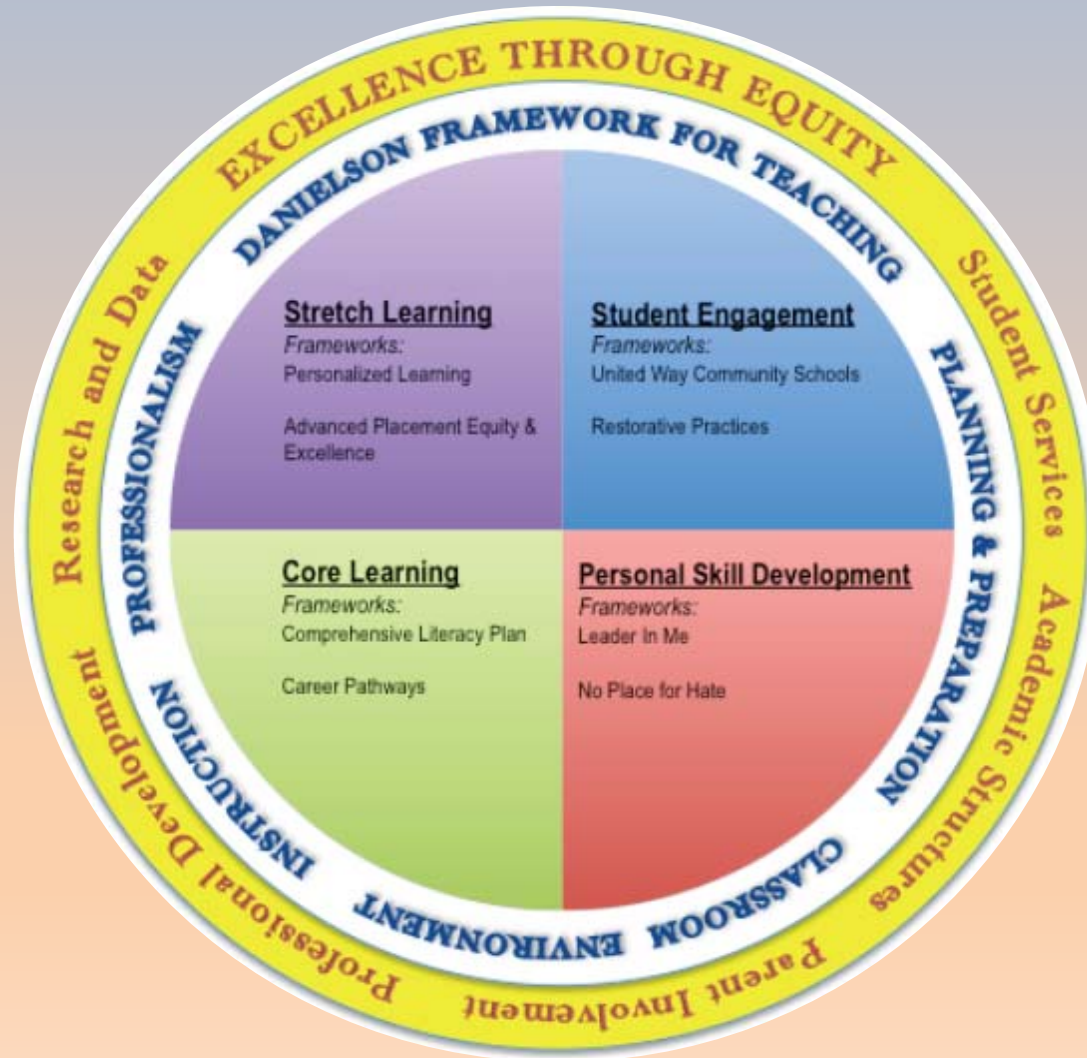 EXCELLENCE THROUGH EQUITY
Student Services
Academic Structures
Parent Involvement
Professional Development
Research and Data
DANIELSON FRAMEWORK FOR TEACHING
PLANNING & PREPARATION
CLASSROOM ENVIRONMENT
INSTRUCTION
PROFESSIONALISM
Stretch Learning
Frameworks:
Personalized Learning
Advanced Placement Equity &
Excellence
Student Engagement
Frameworks:
United Way Community Schools
Restorative Practices
Core Learning
Frameworks:
Comprehensive Literacy Plan
Career Pathways
Personal Skill Development
Frameworks:
Leader In Me
No Place for Hate